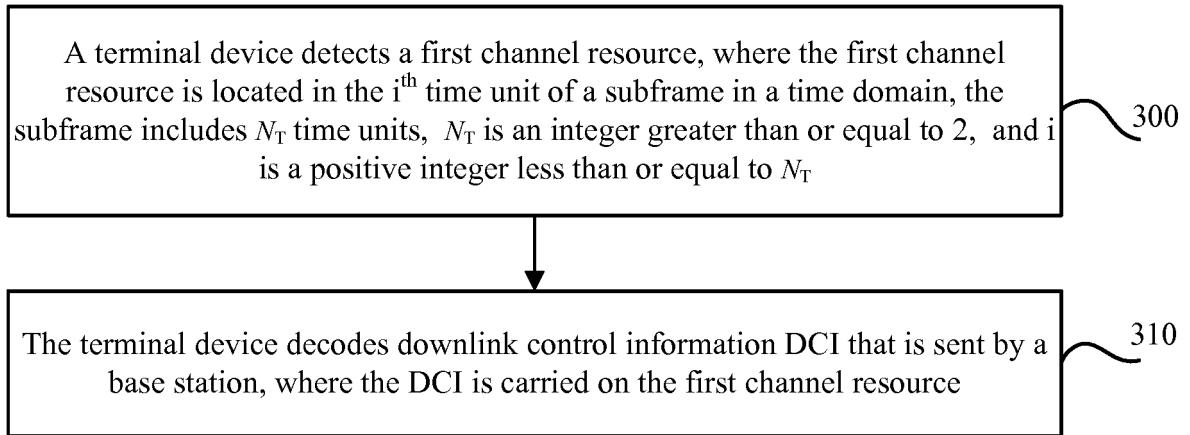 A terminal device detects a first channel resource, where the first channel
resource is located in the iᵗʰ time unit of a subframe in a time domain, the
subframe includes N_T time units, N_T is an integer greater than or equal to 2, and i
is a positive integer less than or equal to N_T
300
The terminal device decodes downlink control information DCI that is sent by a
base station, where the DCI is carried on the first channel resource
310